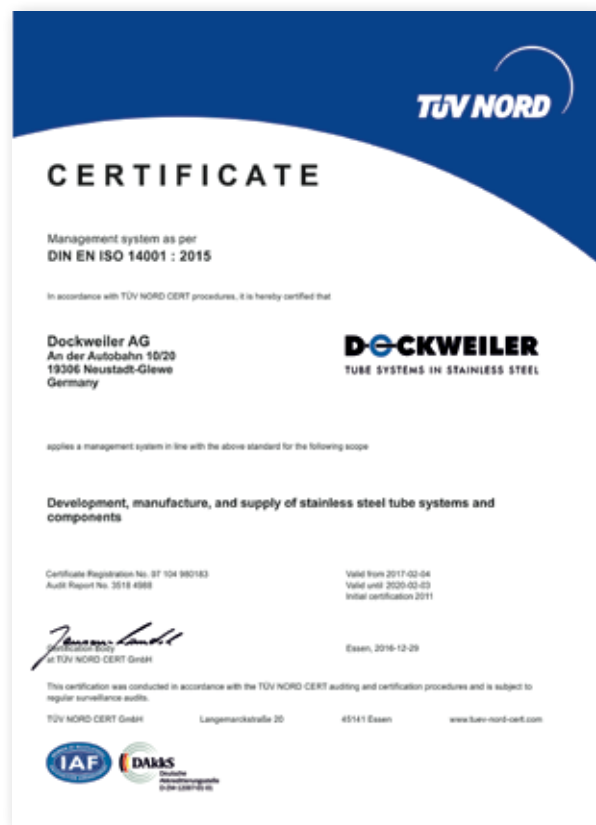 TÜV NORD
CERTIFICATE
Management system as per
DIN EN ISO 14001 : 2015
In accordance with TÜV NORD CERT procedures, it is hereby certified that
Dockweiler AG
An der Autobahn 10/20
19306 Neustadt-Glewe
Germany
DOCKWEILER
TUBE SYSTEMS IN STAINLESS STEEL
applies a management system in line with the above standard for the following scope
Development, manufacture, and supply of stainless steel tube systems and
components
Certificate Registration No. 07 104 980183
Audit Report No. 3518 4988
Valid from 2017-02-04
Valid until 2020-02-03
Initial certification 2011
Certification Body
at TÜV NORD CERT GmbH
Essen, 2016-12-29
This certification was conducted in accordance with the TÜV NORD CERT auditing and certification procedures and is subject to
regular surveillance audits.
TÜV NORD CERT GmbH Langemarckstraße 20 45141 Essen www.tuev-nord-cert.com
IAF
DAkkS
Deutsche
Akkreditierungsstelle